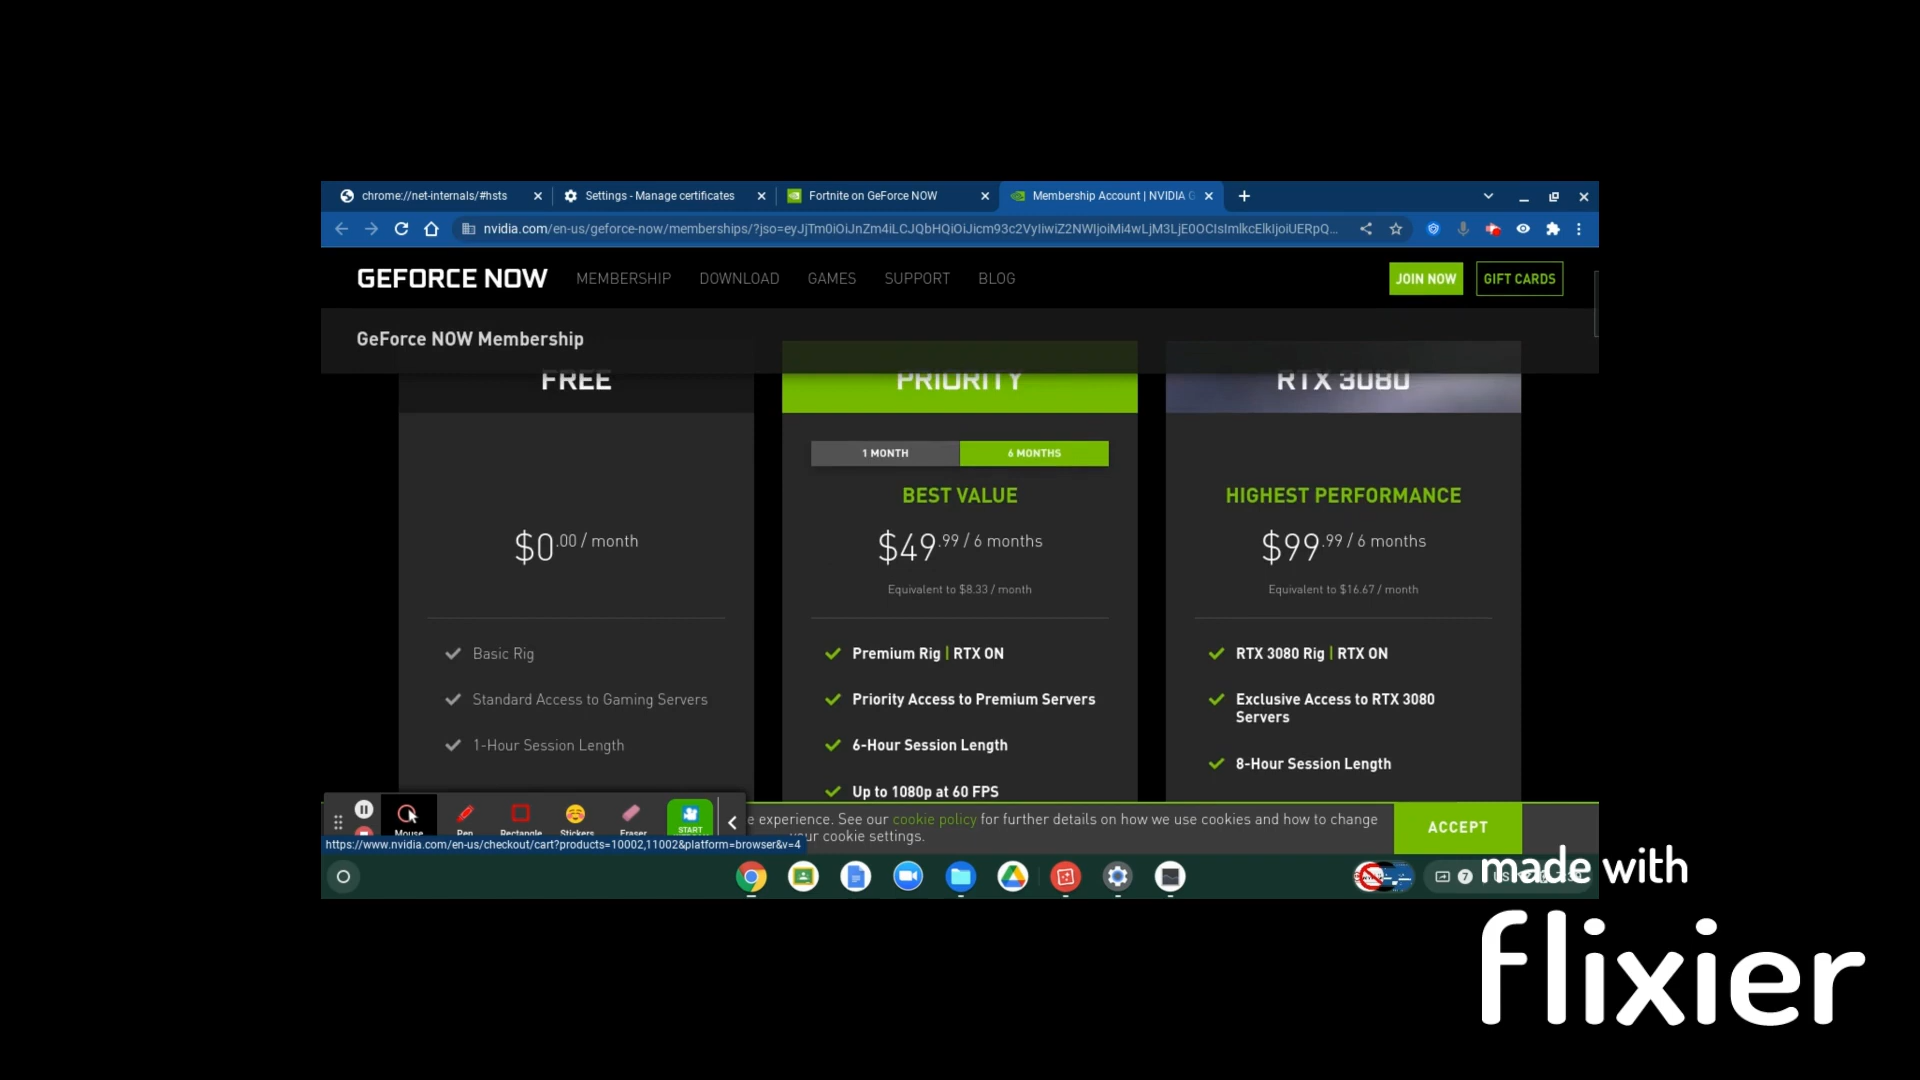 chrome://net-internals/#hsts
Settings - Manage certificates
Fortnite on GeForce NOW
Membership Account | NVIDIA G
nvidia.com/en-us/geforce-now/memberships/?jso=eyJjTm0iOiJnZm4iLCJQbHQiOiJicm93c2VyIiwiZ2NWIjoiMi4wLjM3LjE0OCIsImlkcElkIjoiUERpQ...
GEFORCE NOW
MEMBERSHIP
DOWNLOAD
GAMES
SUPPORT
BLOG
JOIN NOW
GIFT CARDS
GeForce NOW Membership
FREE
$0.00 / month
Basic Rig
Standard Access to Gaming Servers
1-Hour Session Length
PRIORITY
1 MONTH
6 MONTHS
BEST VALUE
$49.99 / 6 months
Equivalent to $8.33 / month
Premium Rig | RTX ON
Priority Access to Premium Servers
6-Hour Session Length
Up to 1080p at 60 FPS
RTX 3080
HIGHEST PERFORMANCE
$99.99 / 6 months
Equivalent to $16.67 / month
RTX 3080 Rig | RTX ON
Exclusive Access to RTX 3080
Servers
8-Hour Session Length
Mouse
Pen
Rectangle
Stickers
Eraser
START
experience. See our cookie policy for further details on how we use cookies and how to change
your cookie settings.
ACCEPT
https://www.nvidia.com/en-us/checkout/cart?products=10002,11002&platform=browser&v=4
7
US
made with
flixier